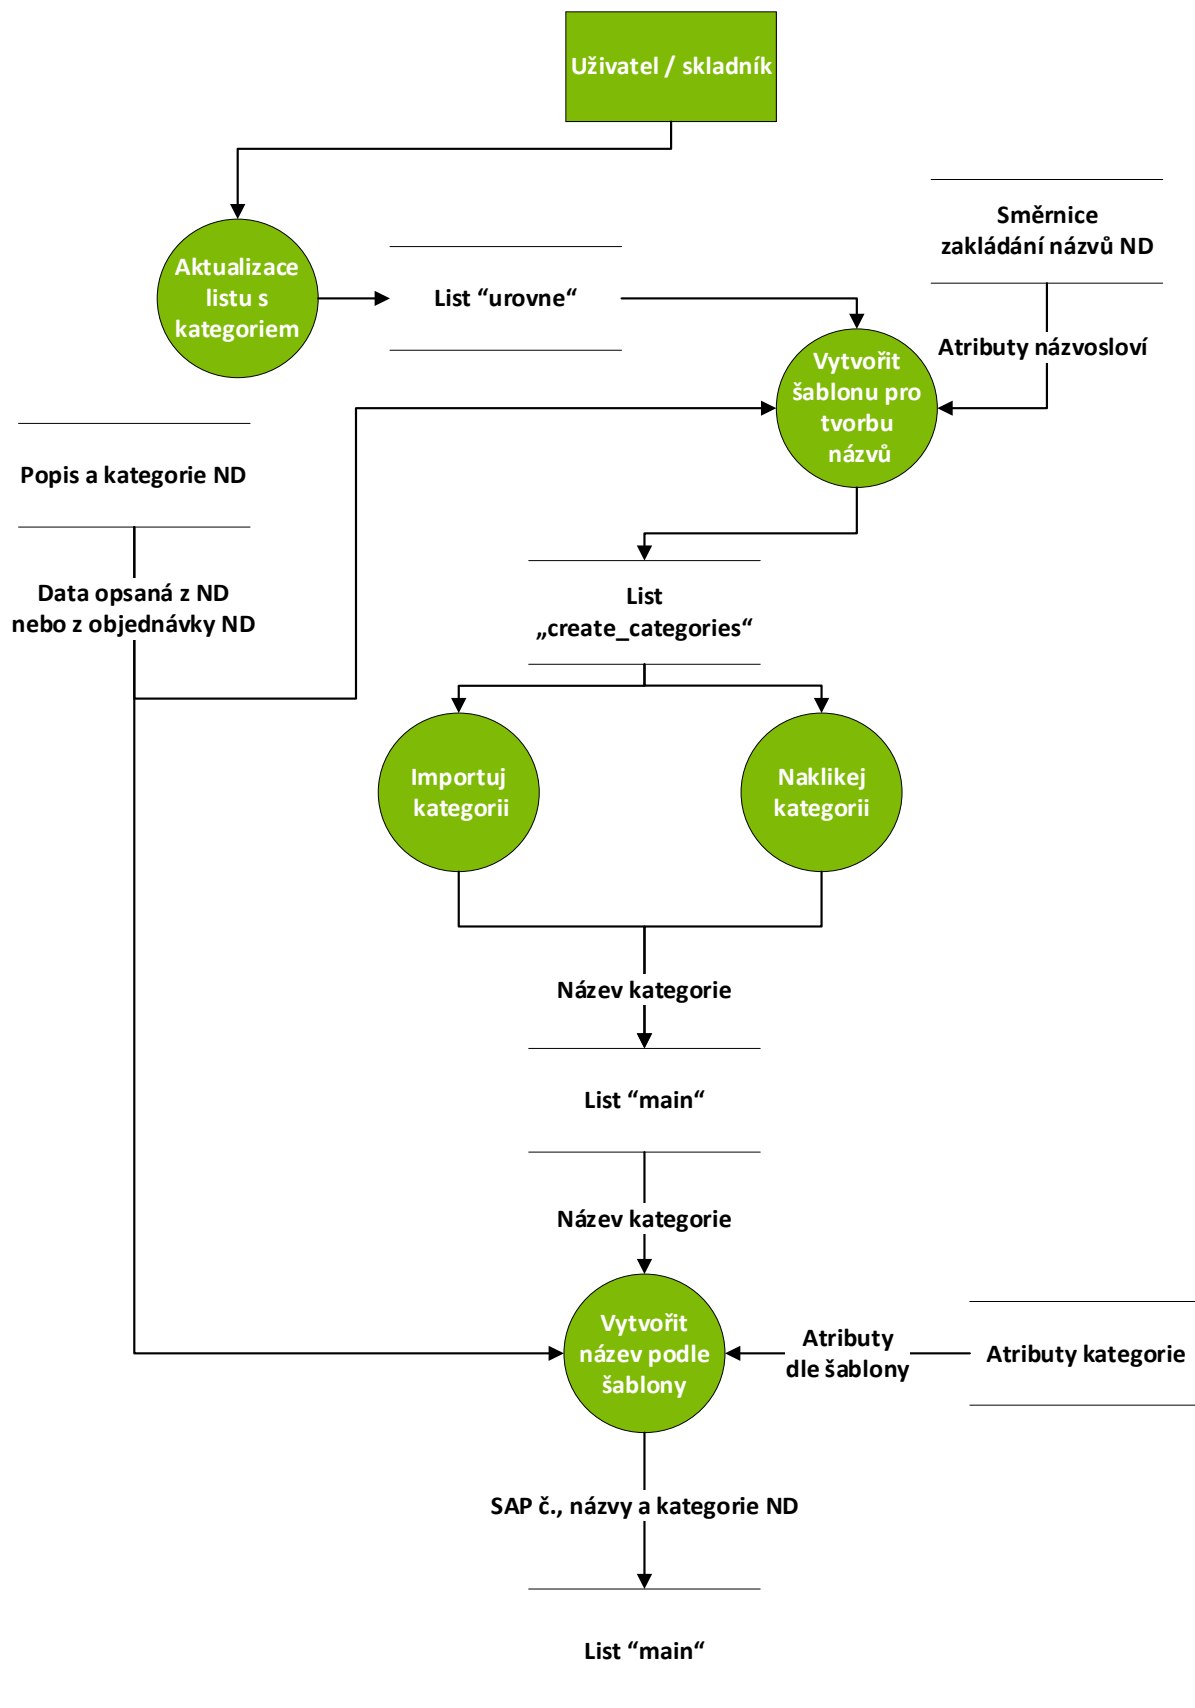 Uživatel / skladník
Směrnice
zakládání názvů ND
Aktualizace
listu s
kategoriem
List “urovne“
Atributy názvosloví
Vytvořit
šablonu pro
tvorbu
názvů
Popis a kategorie ND
Data opsaná z ND
nebo z objednávky ND
List
„create_categories“
Importuj
kategorii
Naklikej
kategorii
Název kategorie
List “main“
Název kategorie
Vytvořit
název podle
šablony
Atributy
dle šablony
Atributy kategorie
SAP č., názvy a kategorie ND
List “main“